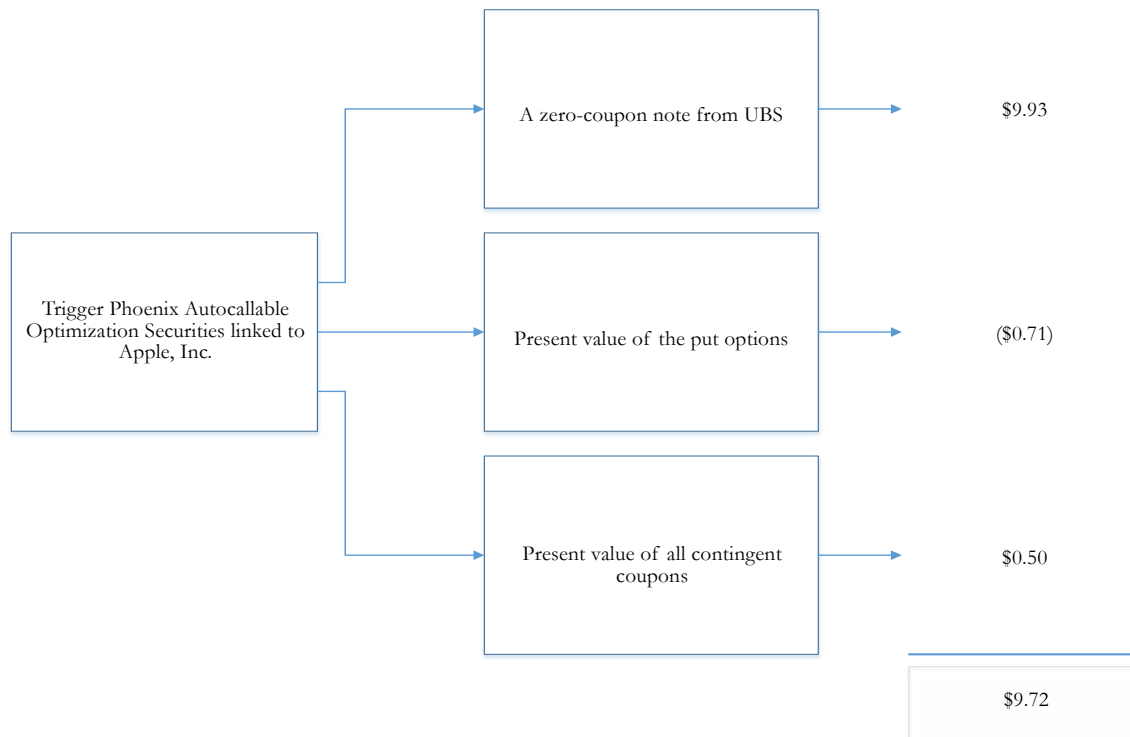 A zero-coupon note from UBS
$9.93
Trigger Phoenix Autocallable
Optimization Securities linked to
Apple, Inc.
Present value of the put options
($0.71)
Present value of all contingent
coupons
$0.50
$9.72